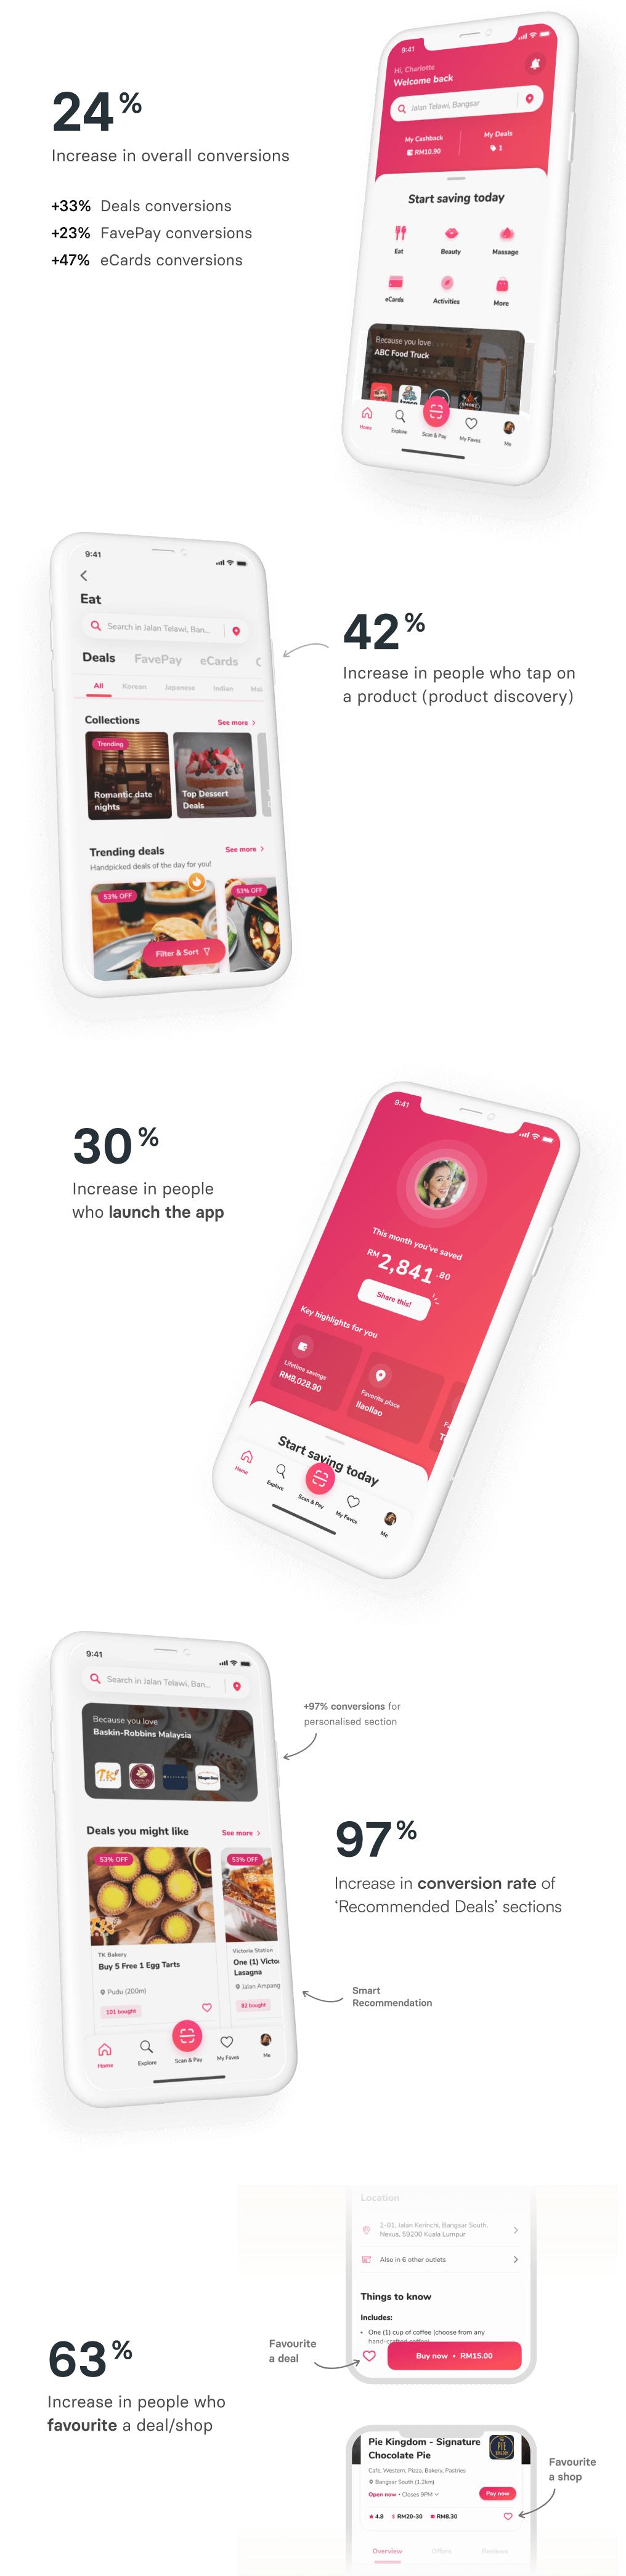 24%
Increase in overall conversions
+33% Deals conversions
+23% FavePay conversions
+47% eCards conversions
9:41
Hi, Charlotte
Welcome back
Jalan Telawi, Bangsar
My Cashback
RM10.90
My Deals
1
Start saving today
Eat
Beauty
Massage
eCards
Activities
More
Because you love
ABC Food Truck
Home
Explore
Scan & Pay
My Faves
Me
9:41
Eat
Search in Jalan Telawi, Ban...
Deals FavePay eCards
All Korean Japanese Indian Mal
Collections
See more
Trending
Romantic date
nights
Top Dessert
Deals
Trending deals
See more
Handpicked deals of the day for you!
53% OFF
53% OFF
Filter & Sort
42%
Increase in people who tap on
a product (product discovery)
30%
Increase in people
who launch the app
9:41
This month you've saved
RM 2,841.80
Share this!
Key highlights for you
Lifetime savings
RM8,028.90
Favorite place
llaollao
Start saving today
Home
Explore
Scan & Pay
My Faves
Me
9:41
Search in Jalan Telawi, Ban...
Because you love
Baskin-Robbins Malaysia
Deals you might like
See more
53% OFF
53% OFF
TK Bakery
Buy 5 Free 1 Egg Tarts
Pudu (200m)
101 bought
Victoria Station
One (1) Victor
Lasagna
Jalan Ampang
82 bought
Home
Explore
Scan & Pay
My Faves
Me
+97% conversions for
personalised section
97%
Increase in conversion rate of
‘Recommended Deals’ sections
Smart
Recommendation
63%
Increase in people who
favourite a deal/shop
Location
2-01, Jalan Kerinchi, Bangsar South,
Nexus, 59200 Kuala Lumpur
Also in 6 other outlets
Things to know
Includes:
• One (1) cup of coffee (choose from any
hand-crafted coffee)
Buy now • RM15.00
Favourite
a deal
Pie Kingdom - Signature
Chocolate Pie
PIE
Cafe, Western, Pizza, Bakery, Pastries
Bangsar South (1.2km)
Open now • Closes 9PM
Pay now
4.8
RM20-30
RM8.30
Overview
Offers
Reviews
Favourite
a shop